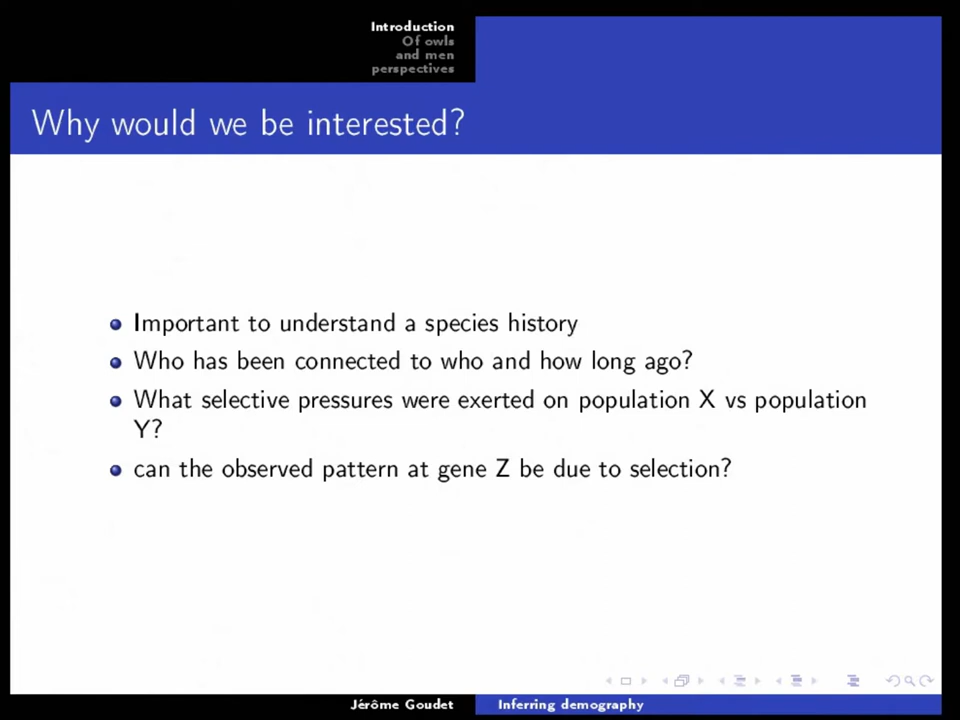 Introduction
Of owls
and men
perspectives
Why would we be interested?
Important to understand a species history
Who has been connected to who and how long ago?
What selective pressures were exerted on population X vs population
Y?
can the observed pattern at gene Z be due to selection?
Jérôme Goudet
Inferring demography